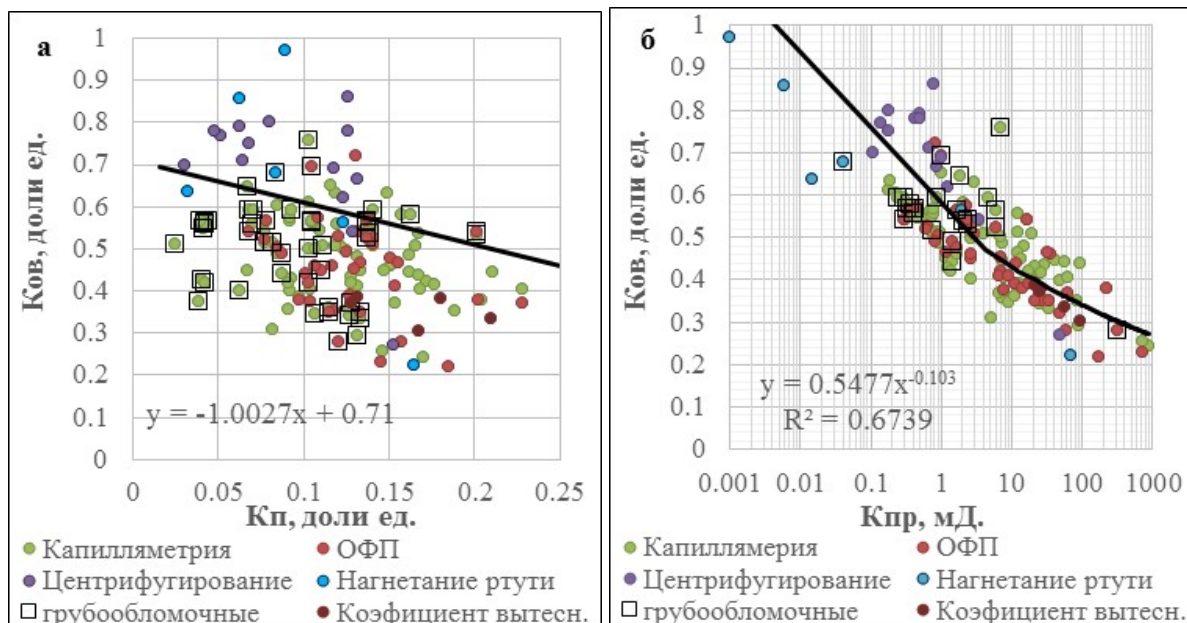 а
Ков, доли ед.
1
0.9
0.8
0.7
0.6
0.5
0.4
0.3
0.2
0.1
0
y = -1.0027x + 0.71
0 0.05 0.1 0.15 0.2 0.25
Кп, доли ед.
Капилляметрия ОФП
Центрифугирование Нагнетание ртути
грубообломочные Коэфициент вытесн.
б
Ков, доли ед.
1
0.9
0.8
0.7
0.6
0.5
0.4
0.3
0.2
0.1
0
y = 0.5477x^-0.103
R² = 0.6739
0.001 0.01 0.1 1 10 100 1000
Кпр, мД.
Капиллямерия ОФП
Центрифугирование Нагнетание ртути
грубообломочные Коэфициент вытесн.